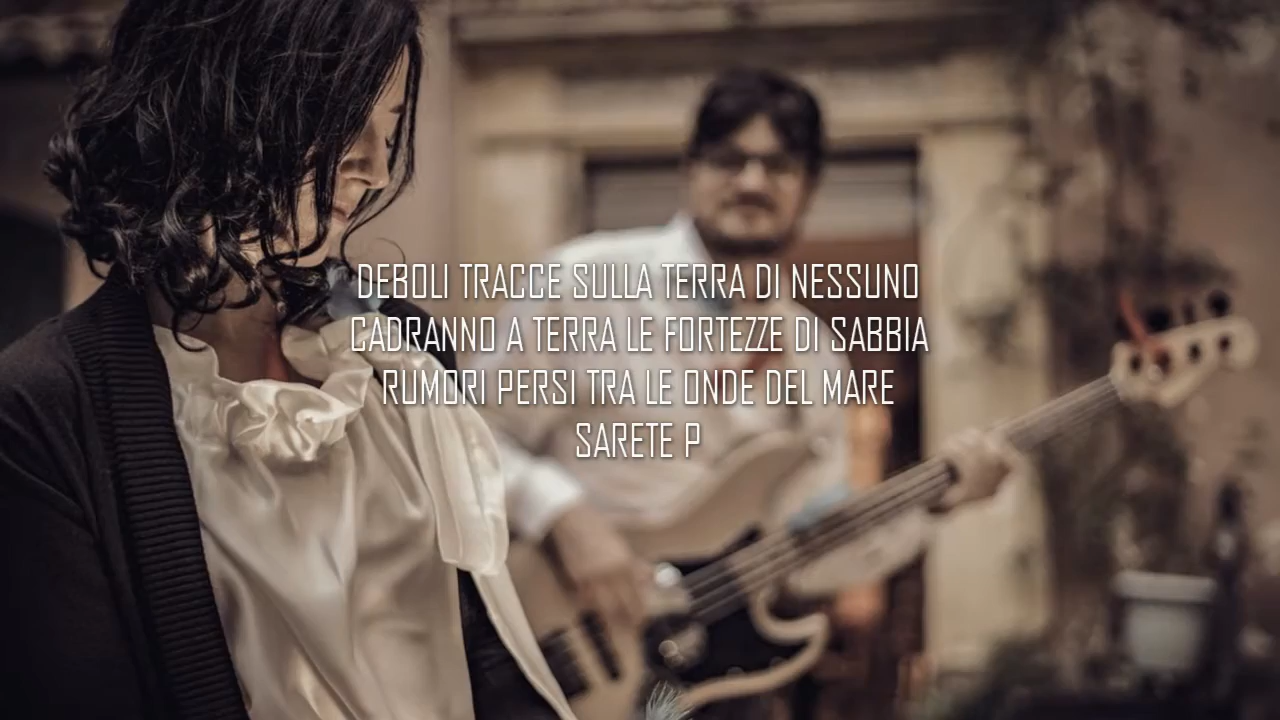 DEBOLI TRACCE SULLA TERRA DI NESSUNO
CADRANNO A TERRA LE FORTEZZE DI SABBIA
RUMORI PERSI TRA LE ONDE DEL MARE
SARETE P